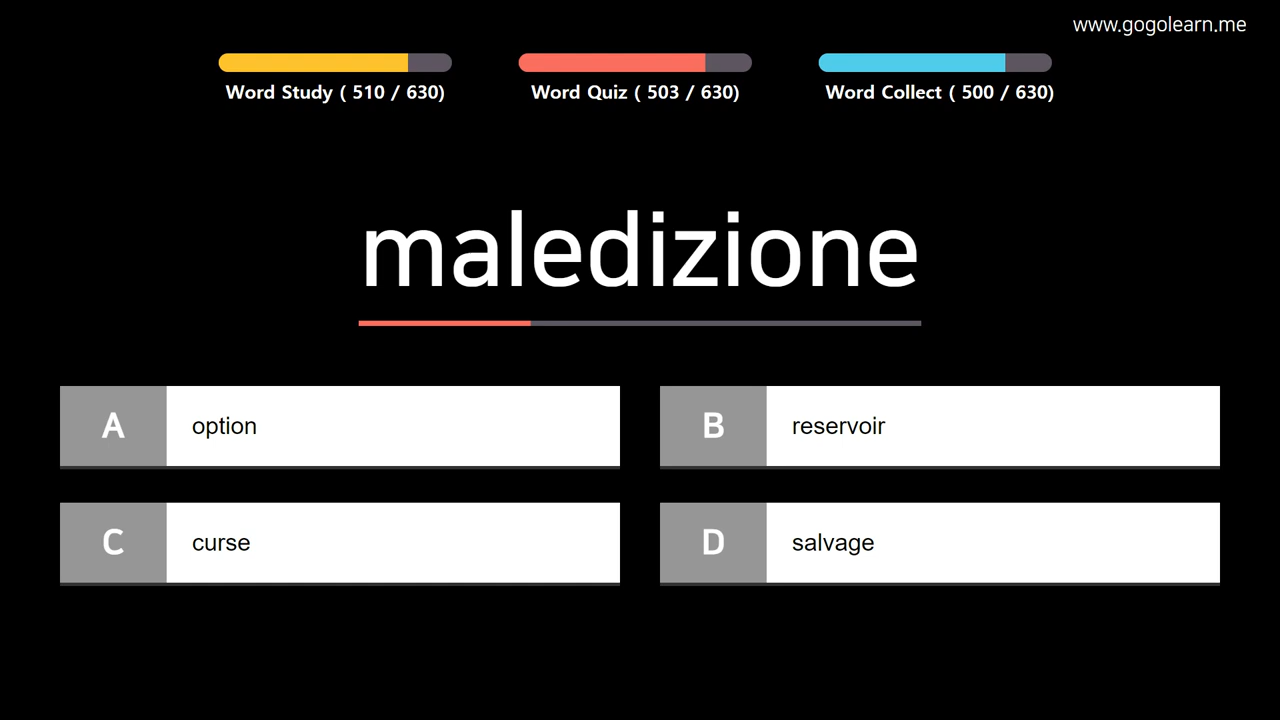 www.gogolearn.me
Word Study ( 510 / 630)
Word Quiz ( 503 / 630)
Word Collect ( 500 / 630)
maledizione
A option
B reservoir
C curse
D salvage